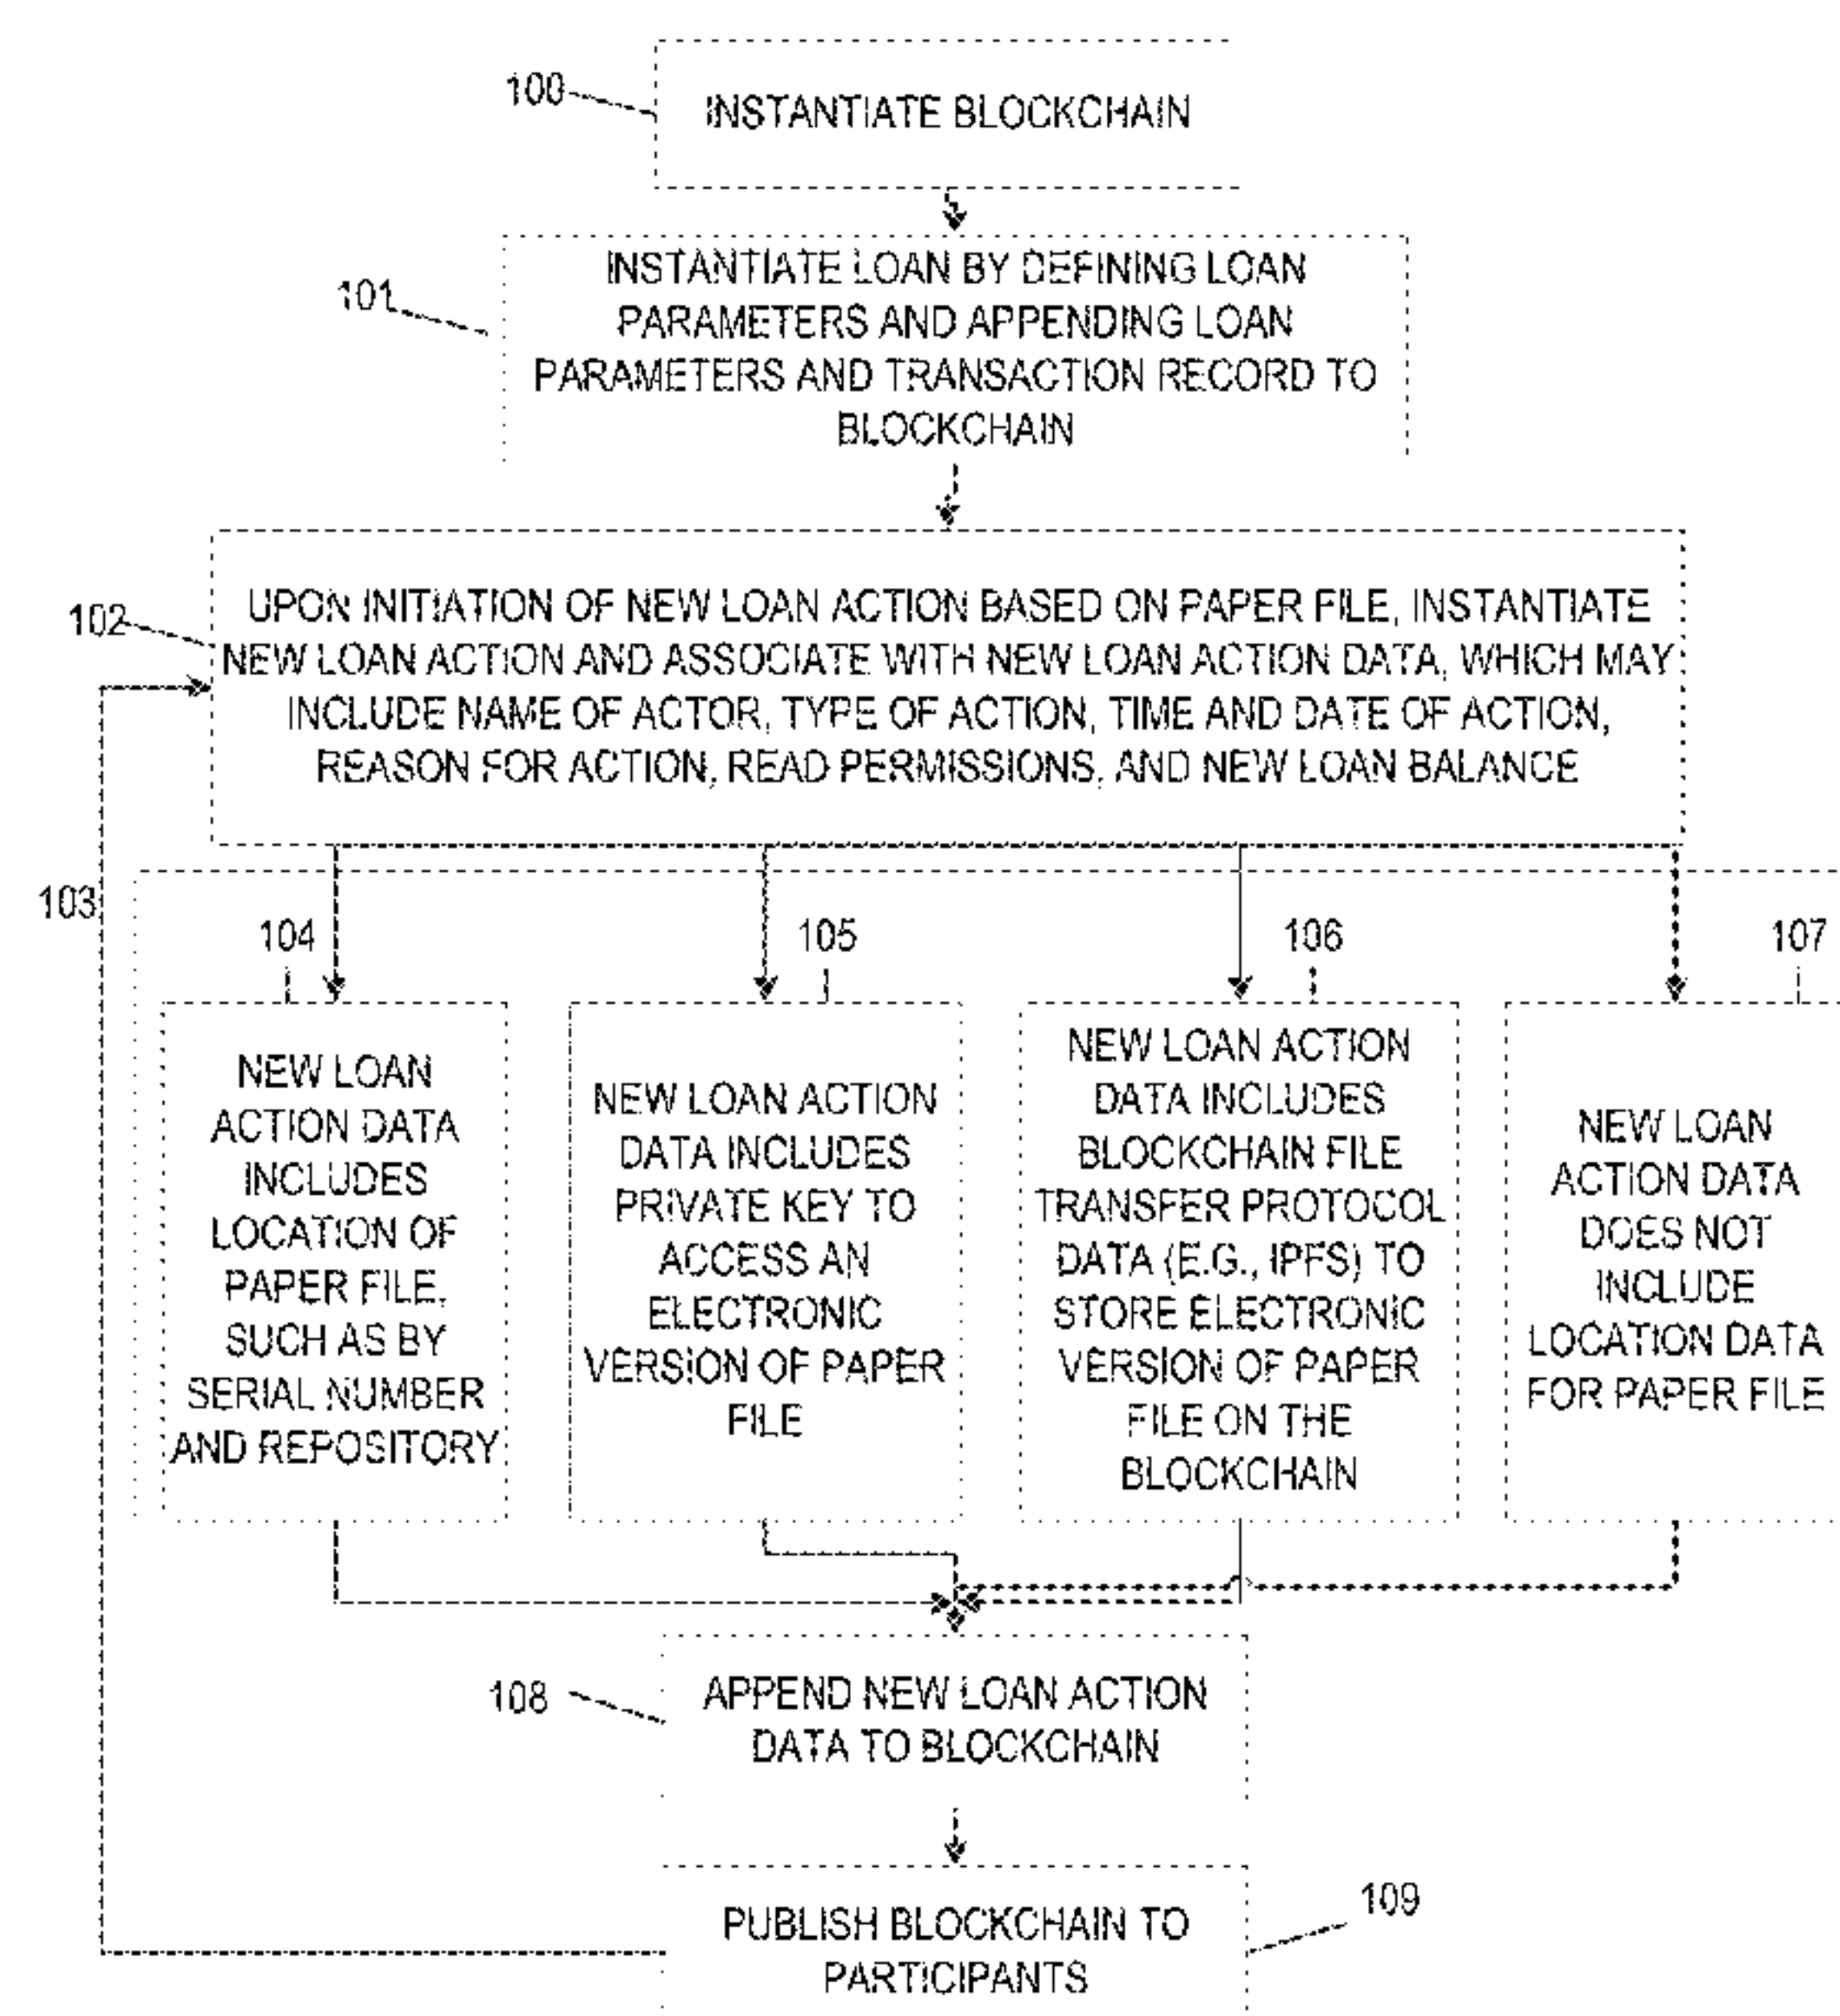 100
INSTANTIATE BLOCKCHAIN
101
INSTANTIATE LOAN BY DEFINING LOAN
PARAMETERS AND APPENDING LOAN
PARAMETERS AND TRANSACTION RECORD TO
BLOCKCHAIN
102
UPON INITIATION OF NEW LOAN ACTION BASED ON PAPER FILE, INSTANTIATE
NEW LOAN ACTION AND ASSOCIATE WITH NEW LOAN ACTION DATA, WHICH MAY
INCLUDE NAME OF ACTOR, TYPE OF ACTION, TIME AND DATE OF ACTION,
REASON FOR ACTION, READ PERMISSIONS, AND NEW LOAN BALANCE
103
104
NEW LOAN
ACTION DATA
INCLUDES
LOCATION OF
PAPER FILE,
SUCH AS BY
SERIAL NUMBER
AND REPOSITORY
105
NEW LOAN ACTION
DATA INCLUDES
PRIVATE KEY TO
ACCESS AN
ELECTRONIC
VERSION OF PAPER
FILE
106
NEW LOAN ACTION
DATA INCLUDES
BLOCKCHAIN FILE
TRANSFER PROTOCOL
DATA (E.G., IPFS) TO
STORE ELECTRONIC
VERSION OF PAPER
FILE ON THE
BLOCKCHAIN
107
NEW LOAN
ACTION DATA
DOES NOT
INCLUDE
LOCATION DATA
FOR PAPER FILE
108
APPEND NEW LOAN ACTION
DATA TO BLOCKCHAIN
109
PUBLISH BLOCKCHAIN TO
PARTICIPANTS